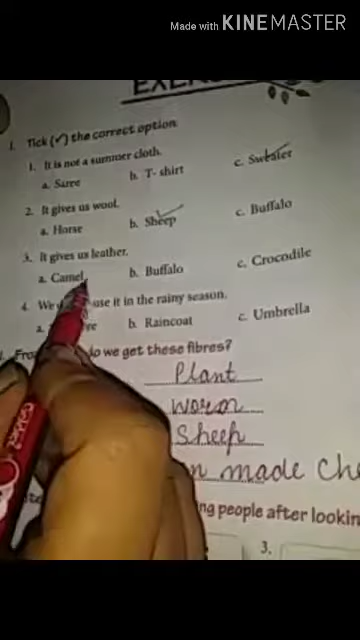 Made with KINEMASTER
1. Tick (✓) the correct option.
1. It is not a summer cloth.
a. Saree b. T- shirt c. Sweater
2. It gives us wool.
a. Horse b. Sheep c. Buffalo
3. It gives us leather.
a. Camel b. Buffalo c. Crocodile
4. We use it in the rainy season.
a. b. Raincoat c. Umbrella
do we get these fibres?
Plant
worm
Sheep
made
people after
3.